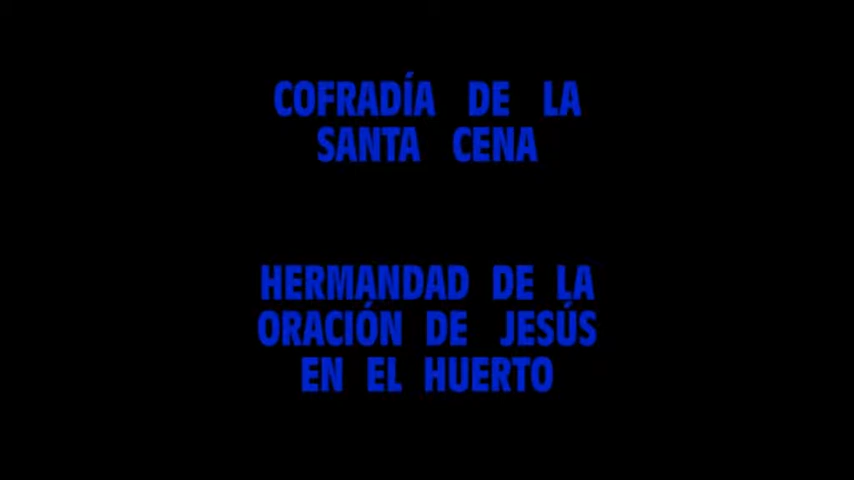 COFRADÍA DE LA
SANTA CENA
HERMANDAD DE LA
ORACIÓN DE JESÚS
EN EL HUERTO